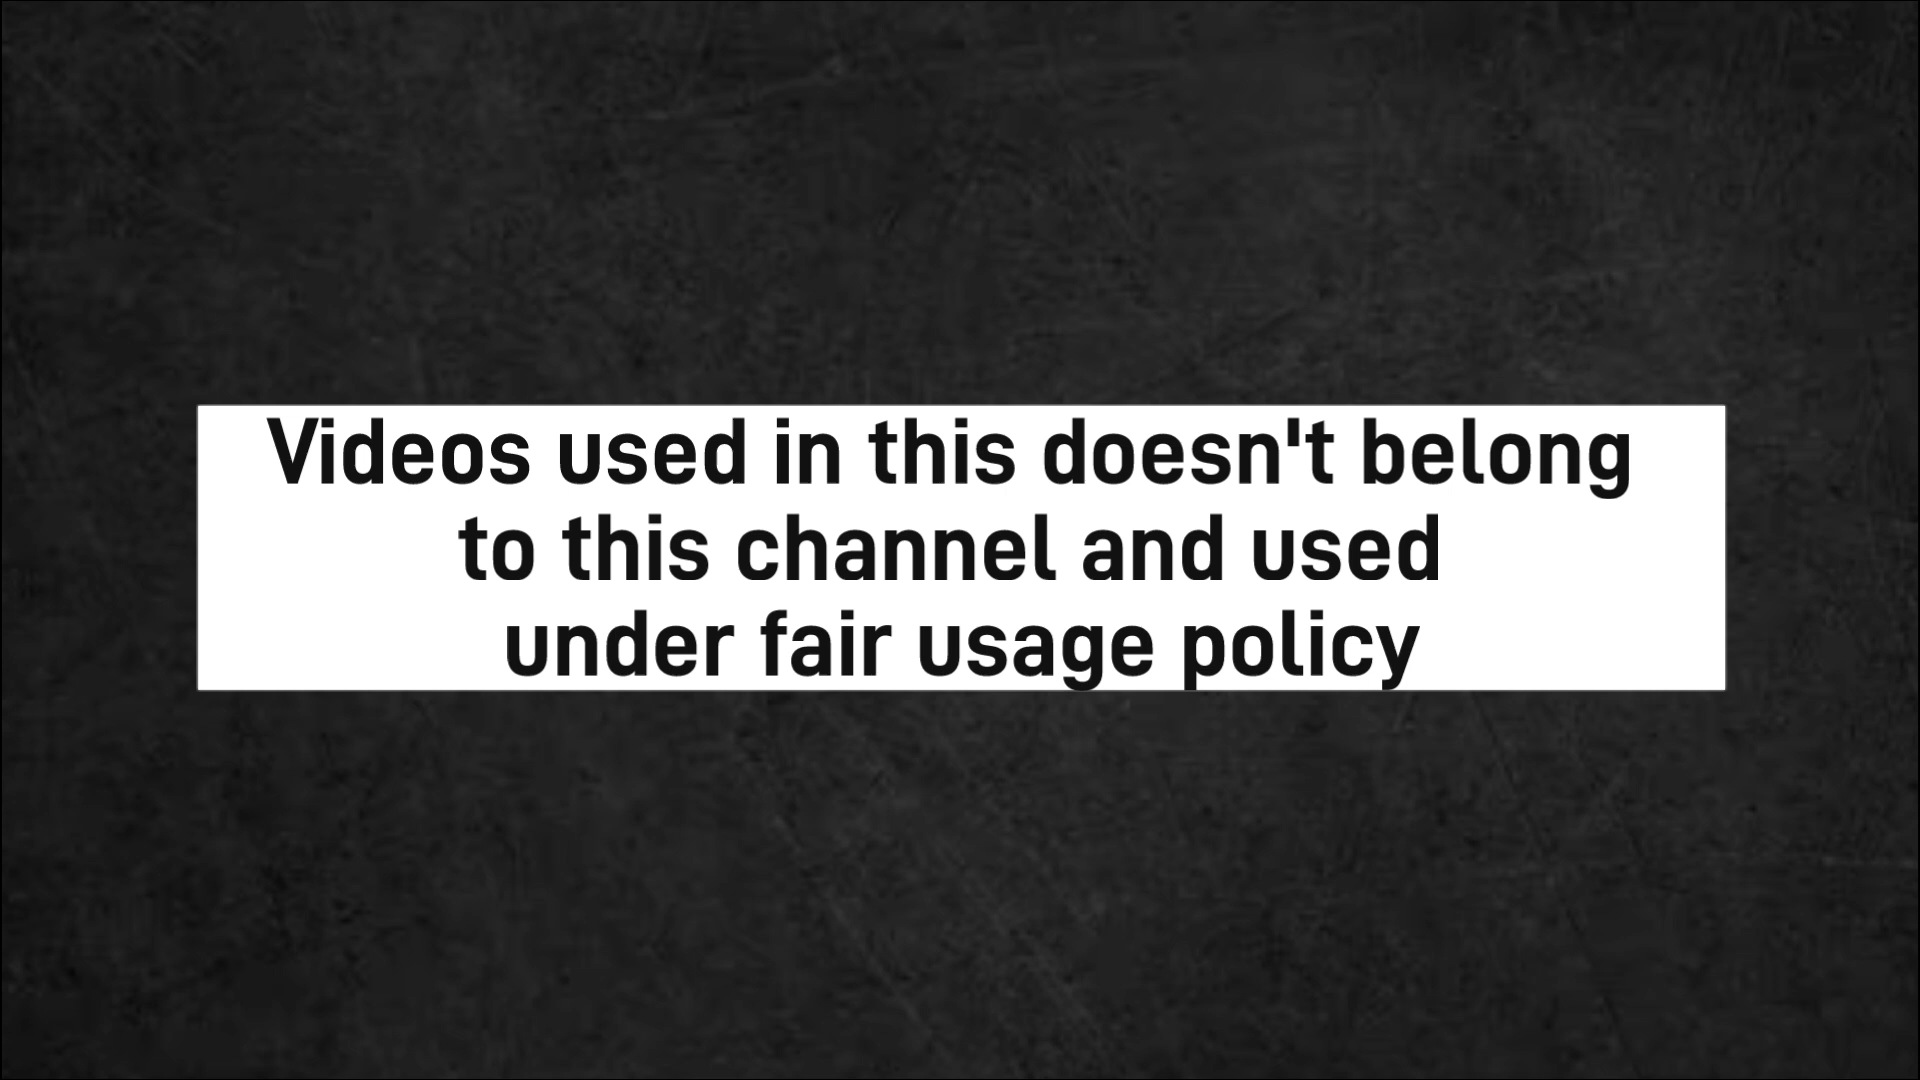 Videos used in this doesn't belong
to this channel and used
under fair usage policy